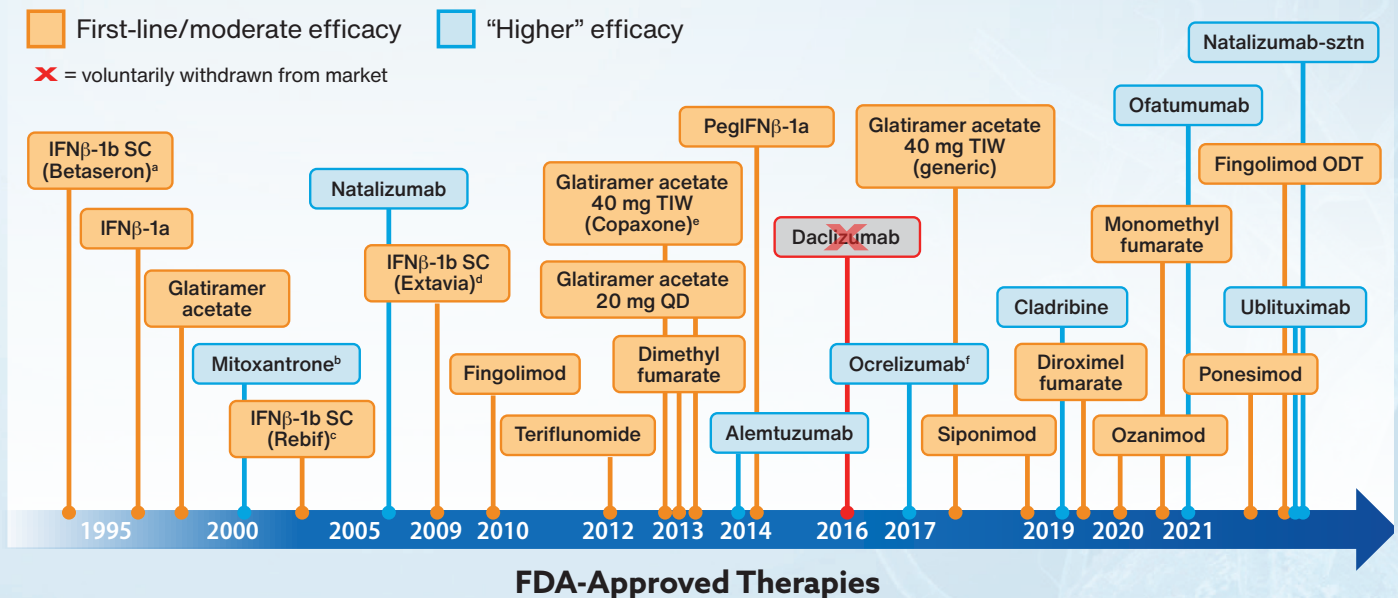 First-line/moderate efficacy
“Higher” efficacy
X = voluntarily withdrawn from market
IFNβ-1b SC
(Betaseron)ᵃ
IFNβ-1a
Glatiramer
acetate
Mitoxantroneᵇ
IFNβ-1b SC
(Rebif)ᶜ
Natalizumab
IFNβ-1b SC
(Extavia)ᵈ
Fingolimod
Teriflunomide
Glatiramer acetate
40 mg TIW
(Copaxone)ᵉ
Glatiramer acetate
20 mg QD
Dimethyl
fumarate
PegIFNβ-1a
Alemtuzumab
Daclizumab
Glatiramer acetate
40 mg TIW
(generic)
Ocrelizumabᶠ
Siponimod
Cladribine
Diroximel
fumarate
Ozanimod
Monomethyl
fumarate
Ofatumumab
Natalizumab-sztn
Fingolimod ODT
Ublituximab
Ponesimod
1995 2000 2005 2009 2010 2012 2013 2014 2016 2017 2019 2020 2021
FDA-Approved Therapies